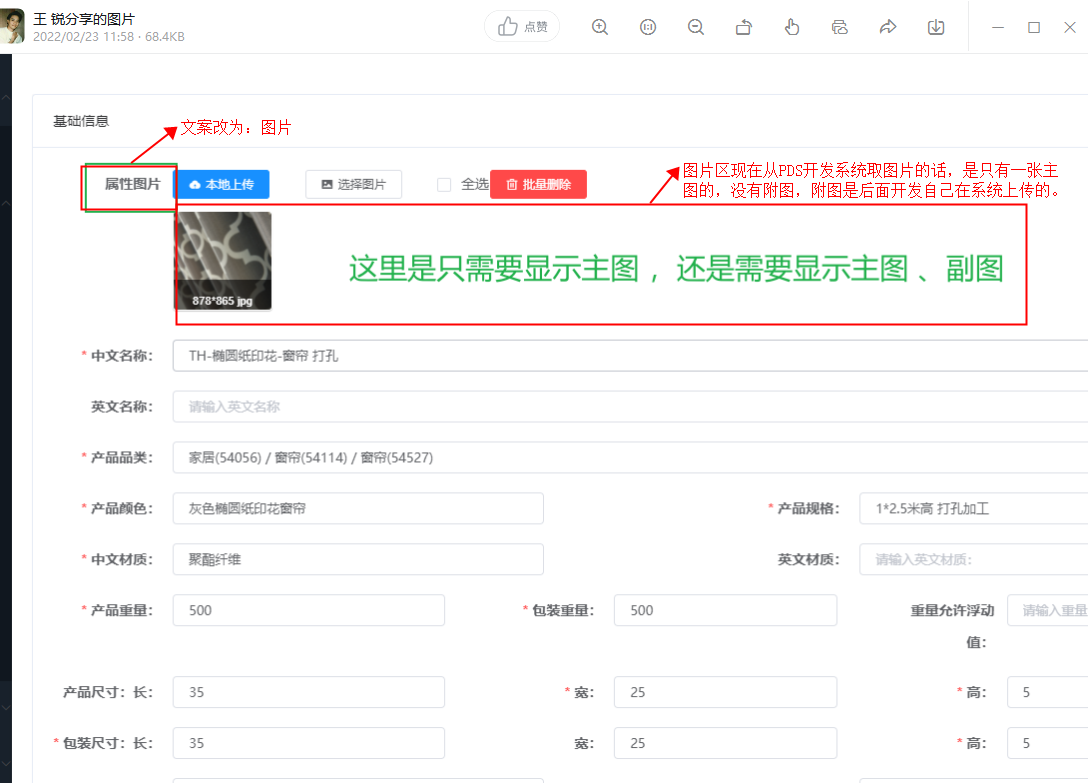 王 锐分享的图片
2022/02/23 11:58 · 68.4KB
点赞
基础信息
文案改为：图片
属性图片
本地上传
选择图片
全选
批量删除
图片区现在从PDS开发系统取图片的话，是只有一张主
图的，没有附图，附图是后面开发自己在系统上传的。
878*865 jpg
这里是只需要显示主图 ，还是需要显示主图 、副图
* 中文名称： TH-椭圆纸印花-窗帘 打孔
英文名称： 请输入英文名称
* 产品品类： 家居(54056) / 窗帘(54114) / 窗帘(54527)
* 产品颜色： 灰色椭圆纸印花窗帘 * 产品规格： 1*2.5米高 打孔加工
* 中文材质： 聚酯纤维 英文材质： 请输入英文材质：
* 产品重量： 500 * 包装重量： 500 重量允许浮动 请输入重量
值：
产品尺寸：长： 35 * 宽： 25 * 高： 5
* 包装尺寸：长： 35 宽： 25 * 高： 5